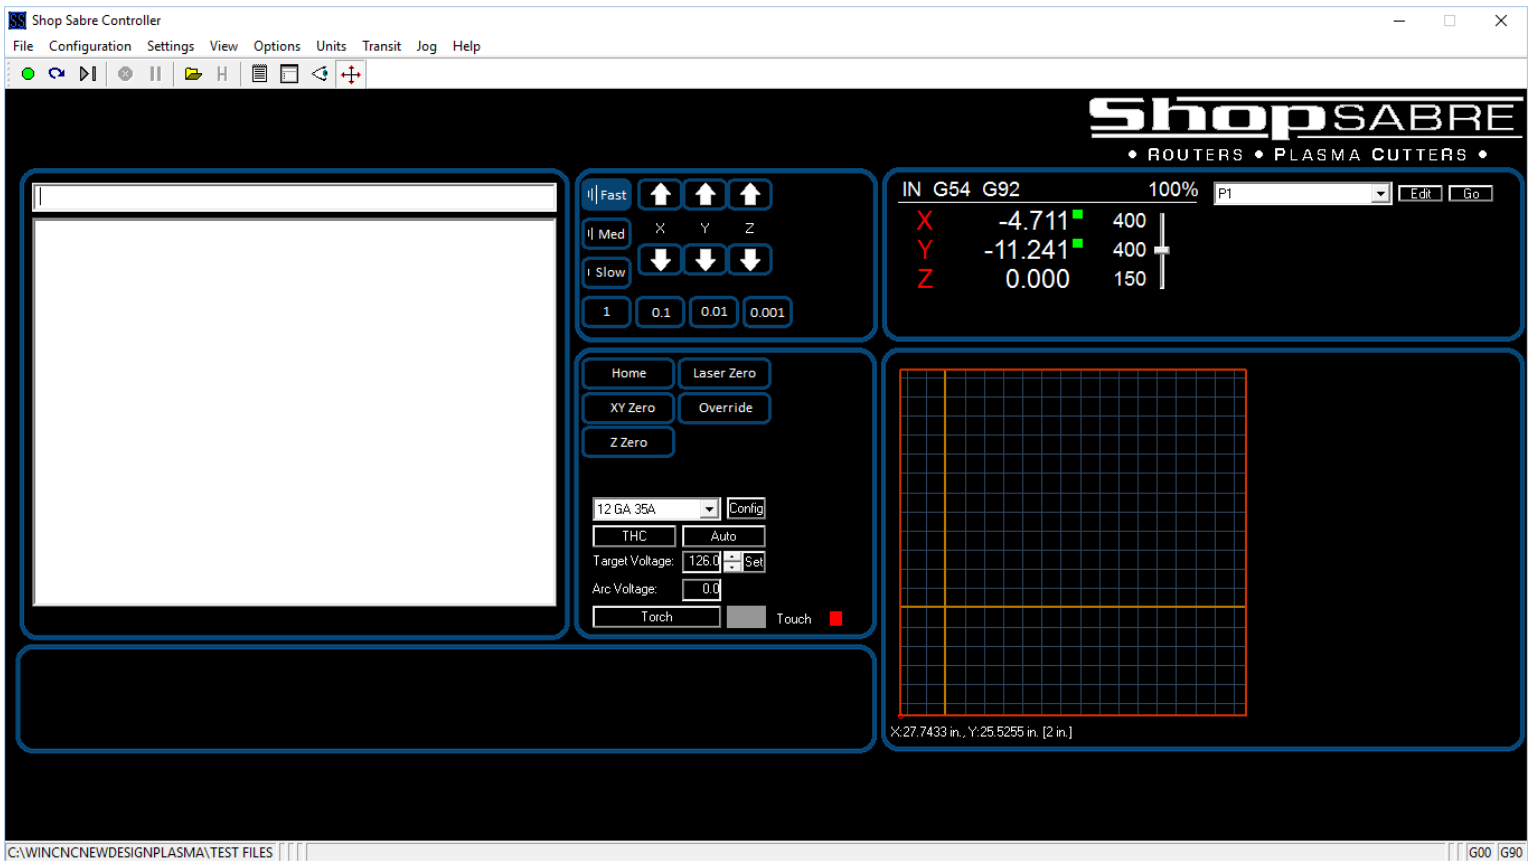 Shop Sabre Controller
File Configuration Settings View Options Units Transit Jog Help
H
Shop SABRE
• ROUTERS • PLASMA CUTTERS •
Fast
Med
Slow
X Y Z
1 0.1 0.01 0.001
IN G54 G92 100%
X -4.711 400
Y -11.241 400
Z 0.000 150
P1 Edit Go
Home Laser Zero
XY Zero Override
Z Zero
12 GA 35A Config
THC Auto
Target Voltage: 126.0 Set
Arc Voltage: 0.0
Torch Touch
X:27.7433 in., Y:25.5255 in. [2 in.]
C:\WINCNCNEWDESIGNPLASMA\TEST FILES G00 G90